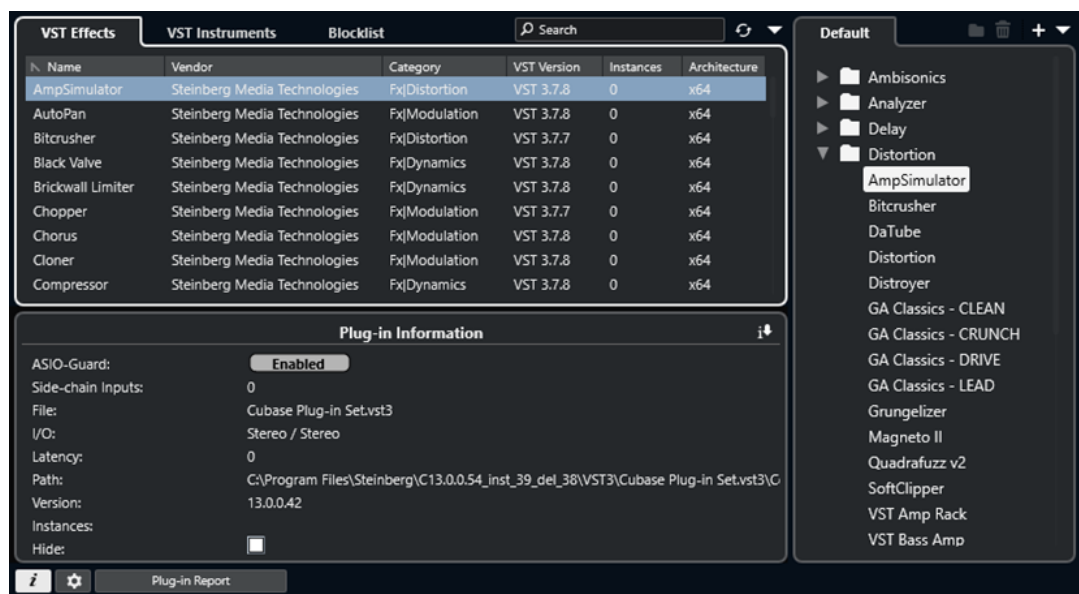 VST Effects VST Instruments Blocklist Search
Name Vendor Category VST Version Instances Architecture
AmpSimulator Steinberg Media Technologies Fx|Distortion VST 3.7.8 0 x64
AutoPan Steinberg Media Technologies Fx|Modulation VST 3.7.8 0 x64
Bitcrusher Steinberg Media Technologies Fx|Distortion VST 3.7.7 0 x64
Black Valve Steinberg Media Technologies Fx|Dynamics VST 3.7.8 0 x64
Brickwall Limiter Steinberg Media Technologies Fx|Dynamics VST 3.7.8 0 x64
Chopper Steinberg Media Technologies Fx|Modulation VST 3.7.7 0 x64
Chorus Steinberg Media Technologies Fx|Modulation VST 3.7.8 0 x64
Cloner Steinberg Media Technologies Fx|Modulation VST 3.7.8 0 x64
Compressor Steinberg Media Technologies Fx|Dynamics VST 3.7.8 0 x64
Plug-in Information
ASIO-Guard: Enabled
Side-chain Inputs: 0
File: Cubase Plug-in Set.vst3
I/O: Stereo / Stereo
Latency: 0
Path: C:\Program Files\Steinberg\C13.0.0.54_inst_39_del_38\VST3\Cubase Plug-in Set.vst3\C
Version: 13.0.0.42
Instances:
Hide:
i Plug-in Report
Default
Ambisonics
Analyzer
Delay
Distortion
AmpSimulator
Bitcrusher
DaTube
Distortion
Distroyer
GA Classics - CLEAN
GA Classics - CRUNCH
GA Classics - DRIVE
GA Classics - LEAD
Grungelizer
Magneto II
Quadrafuzz v2
SoftClipper
VST Amp Rack
VST Bass Amp